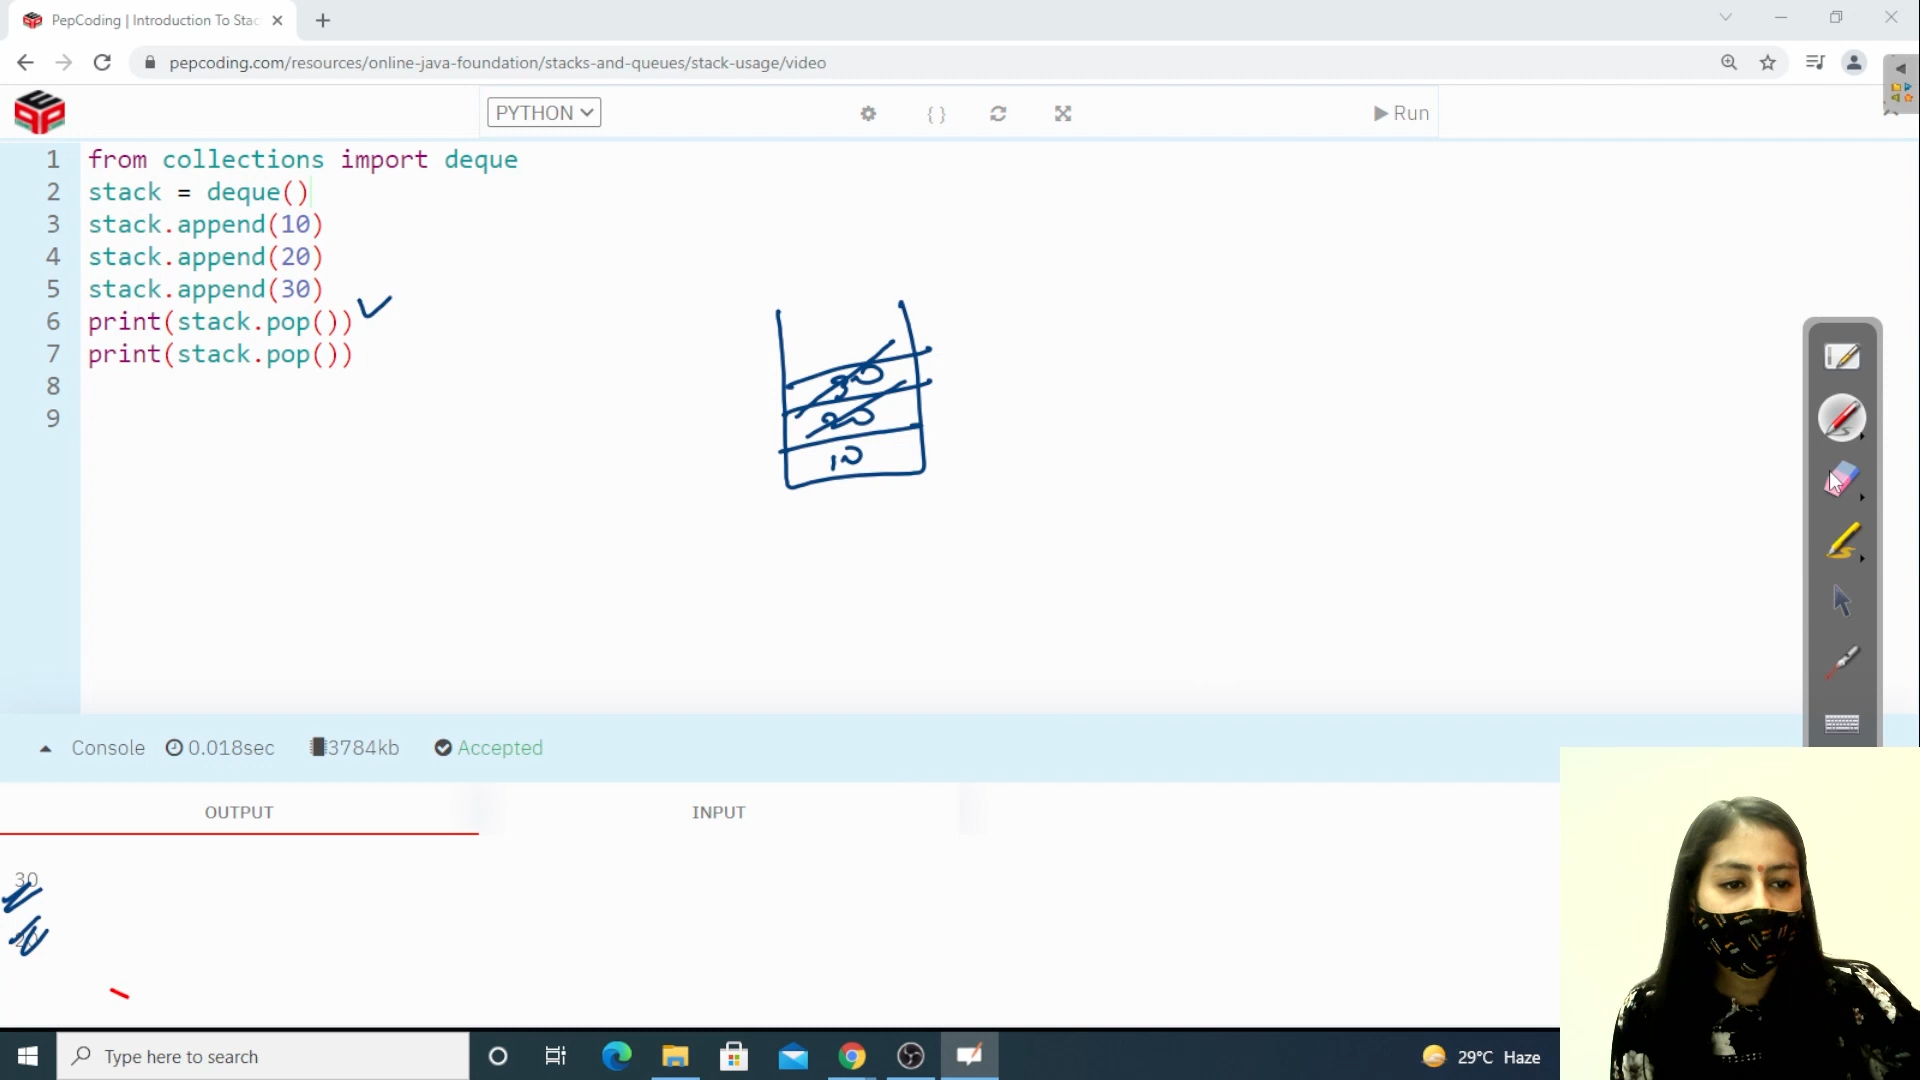 PepCoding | Introduction To Stac
pepcoding.com/resources/online-java-foundation/stacks-and-queues/stack-usage/video
PYTHON
{ }
Run
1 from collections import deque
2 stack = deque()
3 stack.append(10)
4 stack.append(20)
5 stack.append(30)
6 print(stack.pop())
7 print(stack.pop())
8
9
30
20
10
Console 0.018sec 3784kb Accepted
OUTPUT INPUT
30
Type here to search
29°C Haze